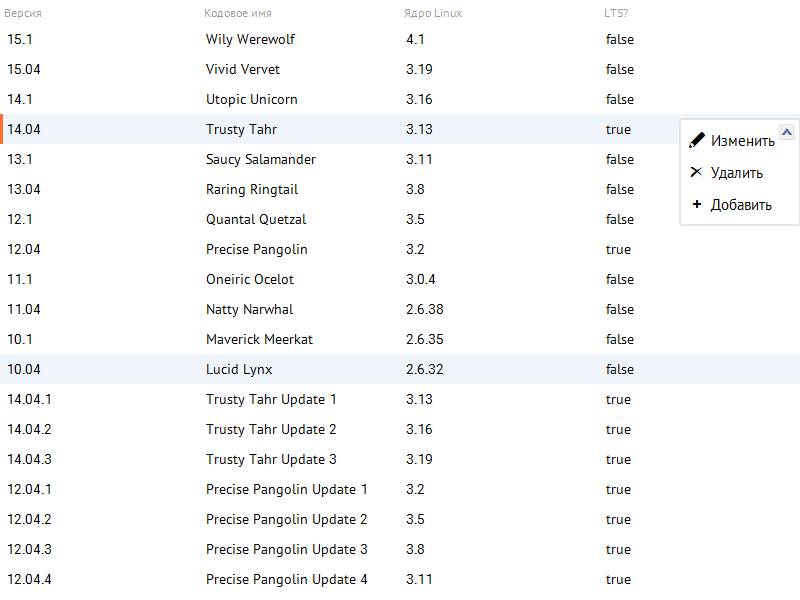 Версия Кодовое имя Ядро Linux LTS?
15.1 Wily Werewolf 4.1 false
15.04 Vivid Vervet 3.19 false
14.1 Utopic Unicorn 3.16 false
14.04 Trusty Tahr 3.13 true
Изменить
13.1 Saucy Salamander 3.11 false
Удалить
13.04 Raring Ringtail 3.8 false
Добавить
12.1 Quantal Quetzal 3.5 false
12.04 Precise Pangolin 3.2 true
11.1 Oneiric Ocelot 3.0.4 false
11.04 Natty Narwhal 2.6.38 false
10.1 Maverick Meerkat 2.6.35 false
10.04 Lucid Lynx 2.6.32 false
14.04.1 Trusty Tahr Update 1 3.13 true
14.04.2 Trusty Tahr Update 2 3.16 true
14.04.3 Trusty Tahr Update 3 3.19 true
12.04.1 Precise Pangolin Update 1 3.2 true
12.04.2 Precise Pangolin Update 2 3.5 true
12.04.3 Precise Pangolin Update 3 3.8 true
12.04.4 Precise Pangolin Update 4 3.11 true